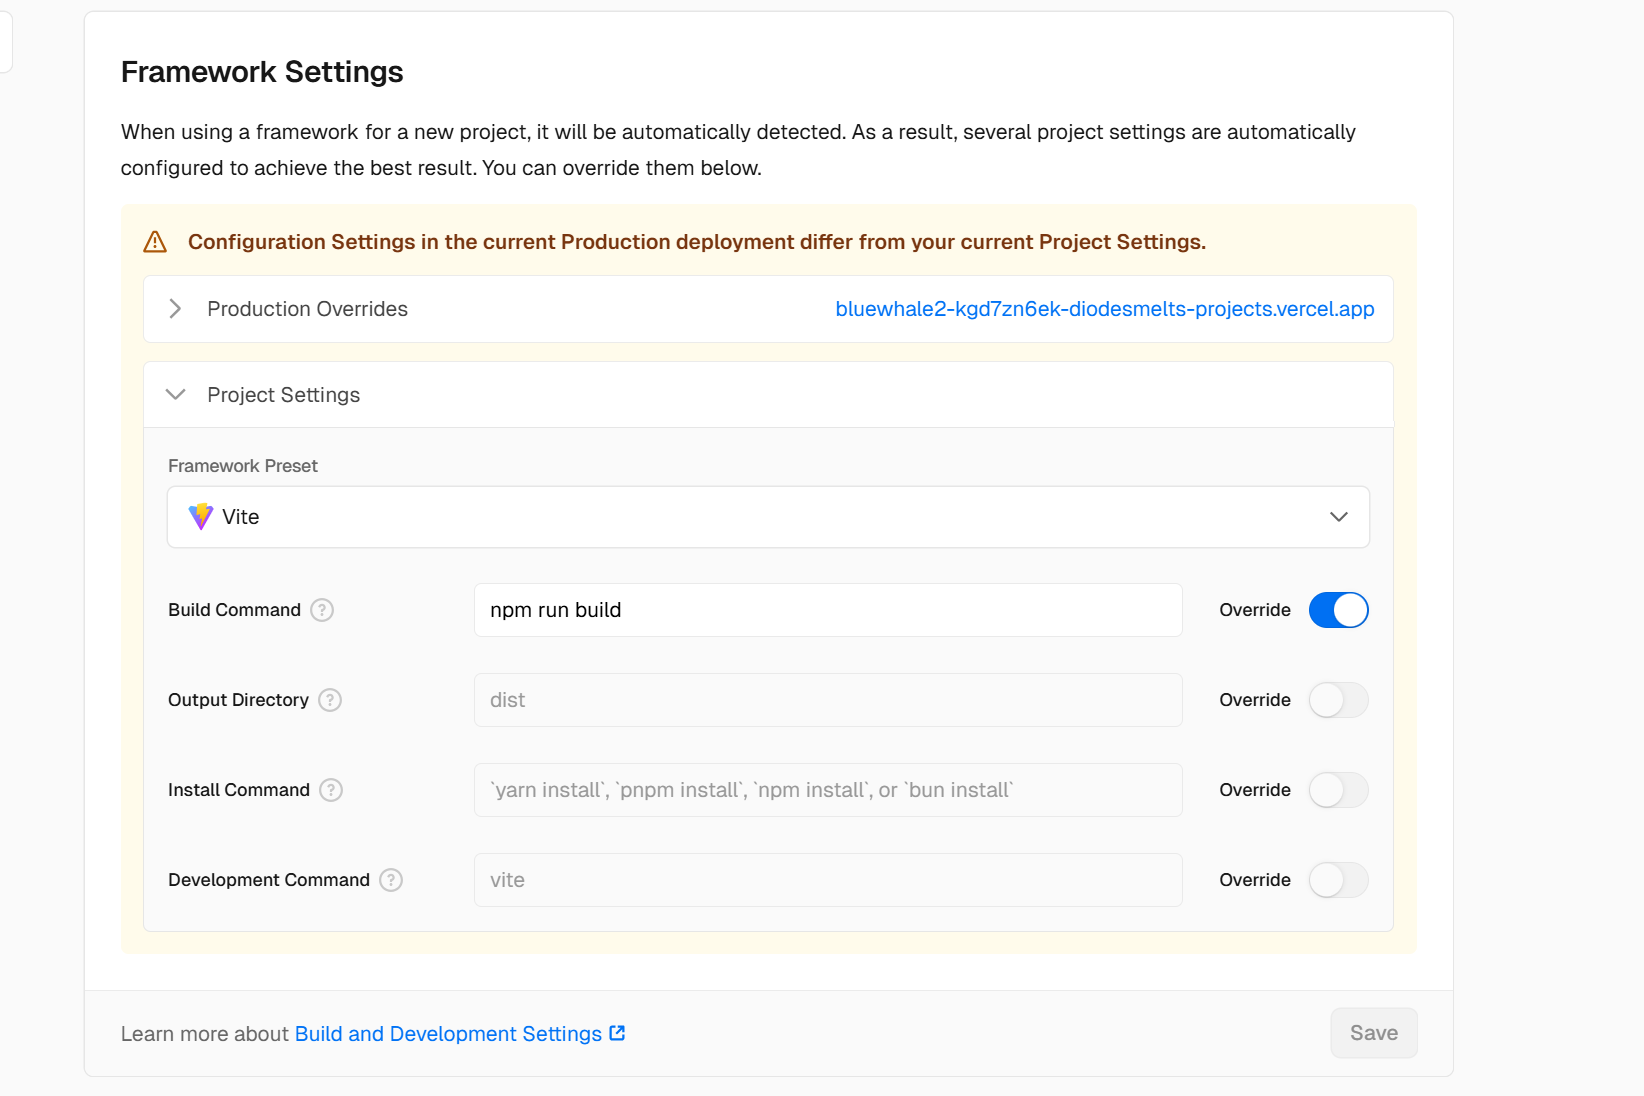 Framework Settings
When using a framework for a new project, it will be automatically detected. As a result, several project settings are automatically
configured to achieve the best result. You can override them below.
Configuration Settings in the current Production deployment differ from your current Project Settings.
Production Overrides bluewhale2-kgd7zn6ek-diodesmelts-projects.vercel.app
Project Settings
Framework Preset
Vite
Build Command ? npm run build Override
Output Directory ? dist Override
Install Command ? `yarn install`, `pnpm install`, `npm install`, or `bun install` Override
Development Command ? vite Override
Learn more about Build and Development Settings Save